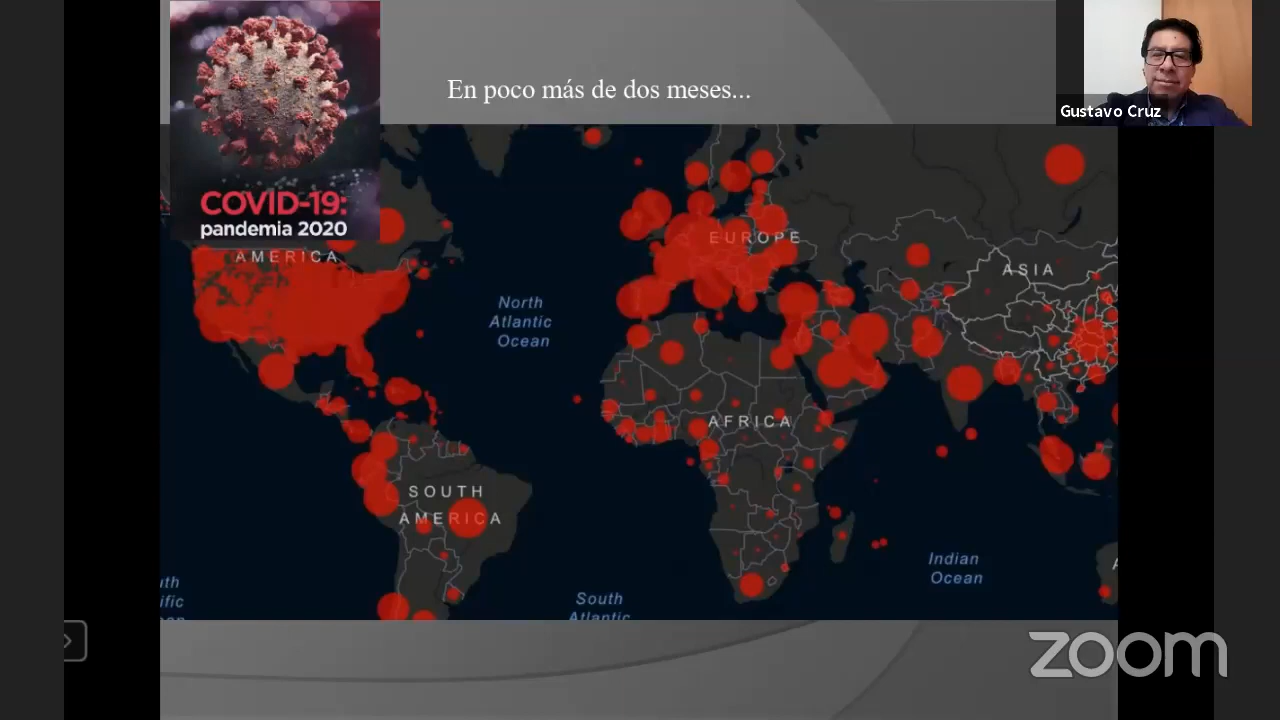 En poco más de dos meses...
Gustavo Cruz
COVID-19:
pandemia 2020
AMERICA
EUROPE
ASIA
North
Atlantic
Ocean
AFRICA
SOUTH
AMERICA
Indian
Ocean
South
Atlantic
zoom